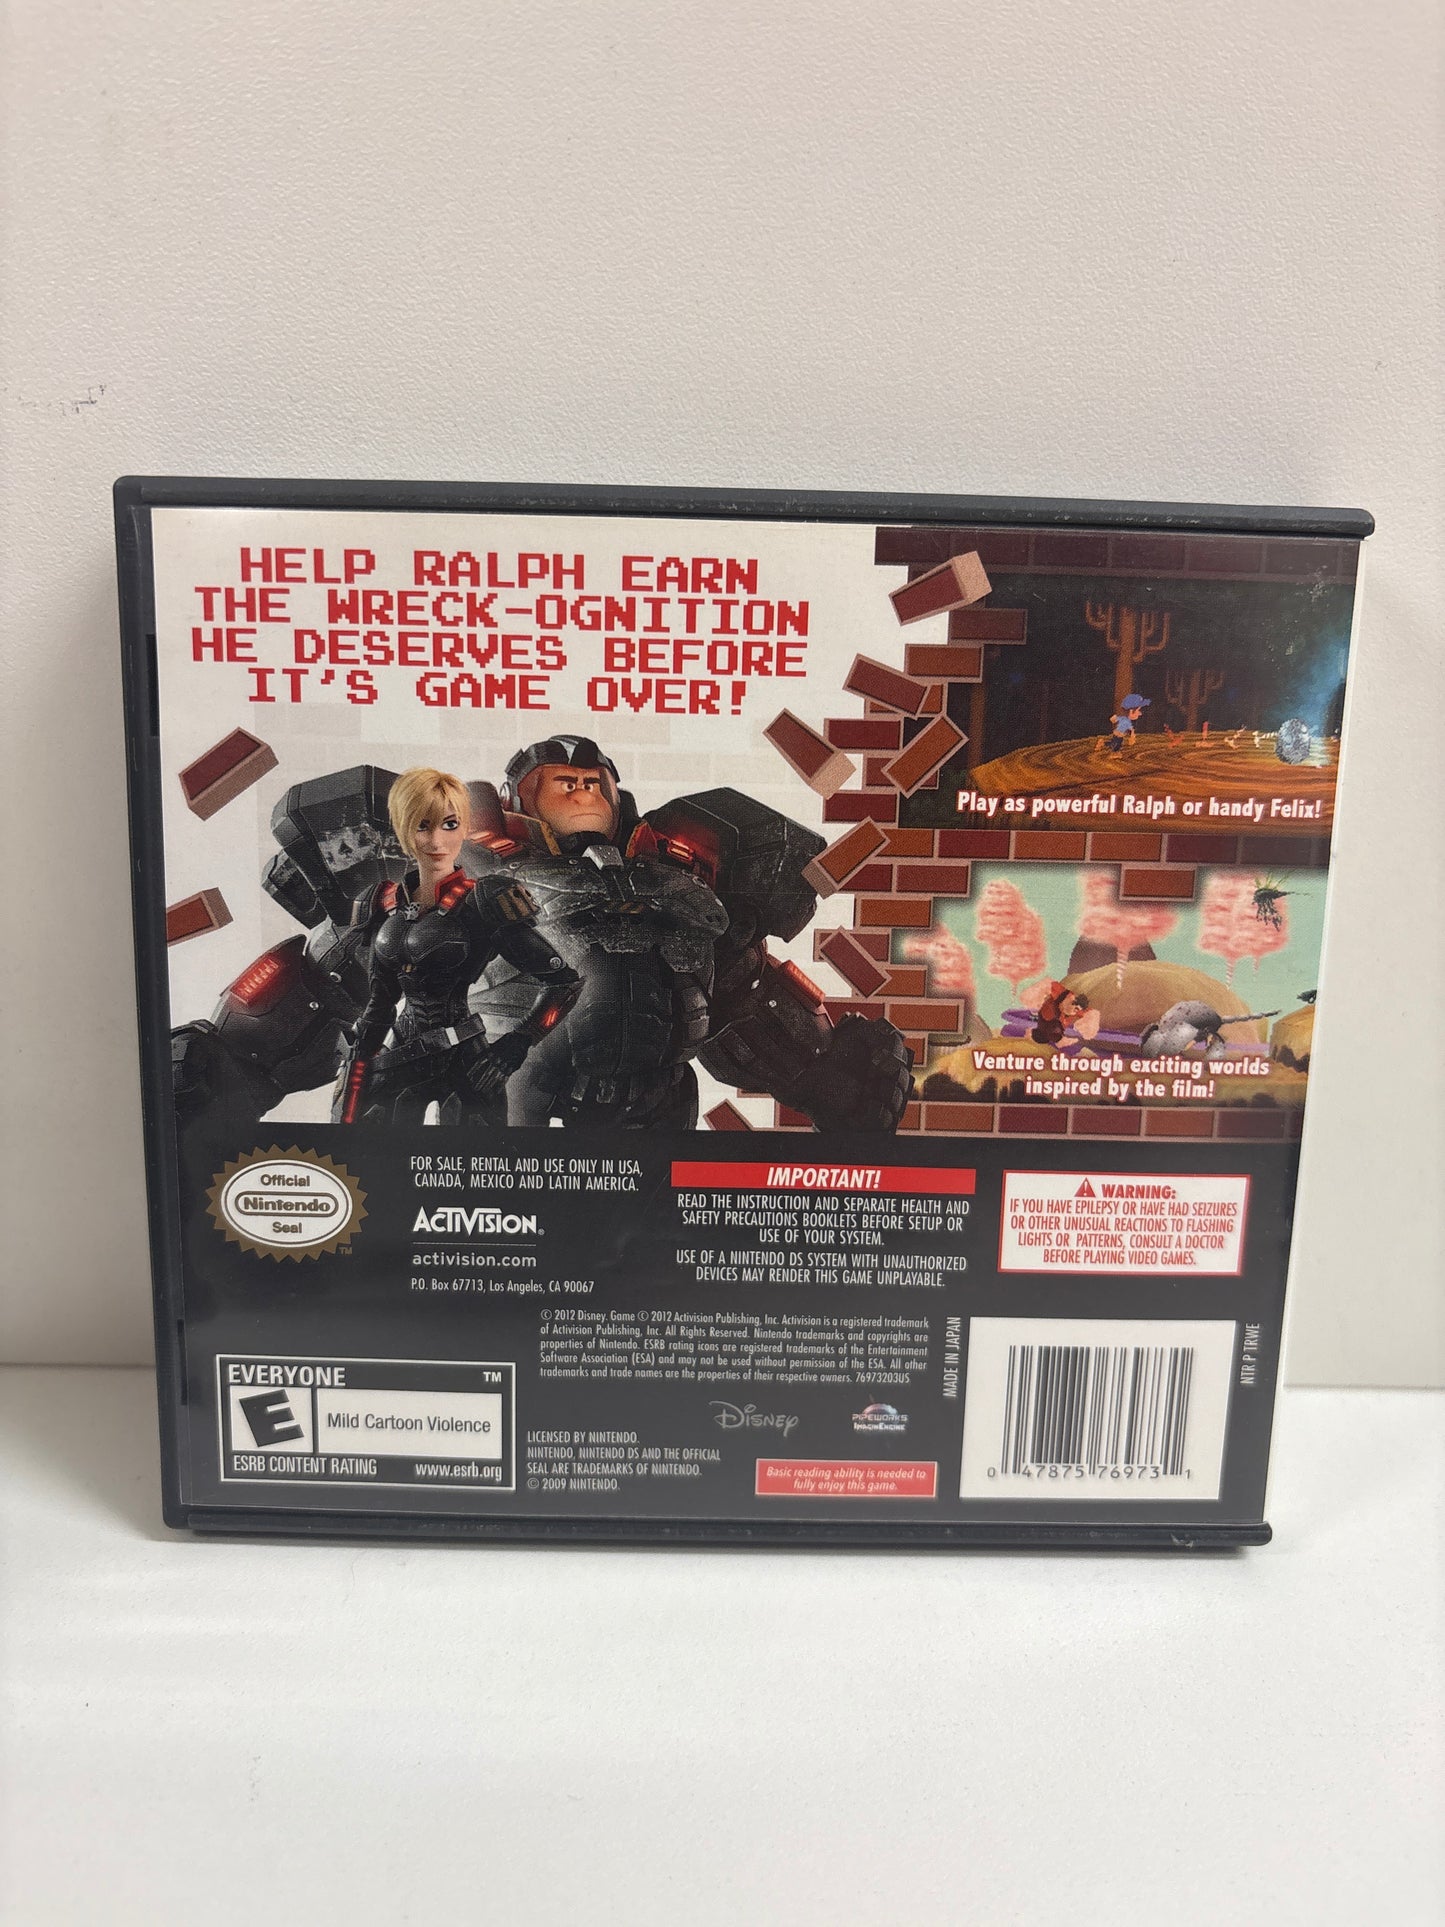 HELP RALPH EARN
THE WRECK-OGNITION
HE DESERVES BEFORE
IT'S GAME OVER!
Play as powerful Ralph or handy Felix!
Venture through exciting worlds
inspired by the film!
Official
Nintendo
Seal
TM
FOR SALE, RENTAL AND USE ONLY IN USA,
CANADA, MEXICO AND LATIN AMERICA.
ACTIVISION®
activision.com
P.O. Box 67713, Los Angeles, CA 90067
IMPORTANT!
READ THE INSTRUCTION AND SEPARATE HEALTH AND
SAFETY PRECAUTIONS BOOKLETS BEFORE SETUP OR
USE OF YOUR SYSTEM.
USE OF A NINTENDO DS SYSTEM WITH UNAUTHORIZED
DEVICES MAY RENDER THIS GAME UNPLAYABLE.
WARNING:
IF YOU HAVE EPILEPSY OR HAVE HAD SEIZURES
OR OTHER UNUSUAL REACTIONS TO FLASHING
LIGHTS OR PATTERNS, CONSULT A DOCTOR
BEFORE PLAYING VIDEO GAMES.
© 2012 Disney. Game © 2012 Activision Publishing, Inc. Activision is a registered trademark
of Activision Publishing, Inc. All Rights Reserved. Nintendo trademarks and copyrights are
properties of Nintendo. ESRB rating icons are registered trademarks of the Entertainment
Software Association (ESA) and may not be used without permission of the ESA. All other
trademarks and trade names are the properties of their respective owners. 76973203US
EVERYONE TM
E
Mild Cartoon Violence
ESRB CONTENT RATING www.esrb.org
LICENSED BY NINTENDO.
NINTENDO, NINTENDO DS AND THE OFFICIAL
SEAL ARE TRADEMARKS OF NINTENDO.
© 2009 NINTENDO.
Disney
PIPEWORKS
IMAGINENGINE
Basic reading ability is needed to
fully enjoy this game.
MADE IN JAPAN
0 47875 76973 1
NTR P TRWE